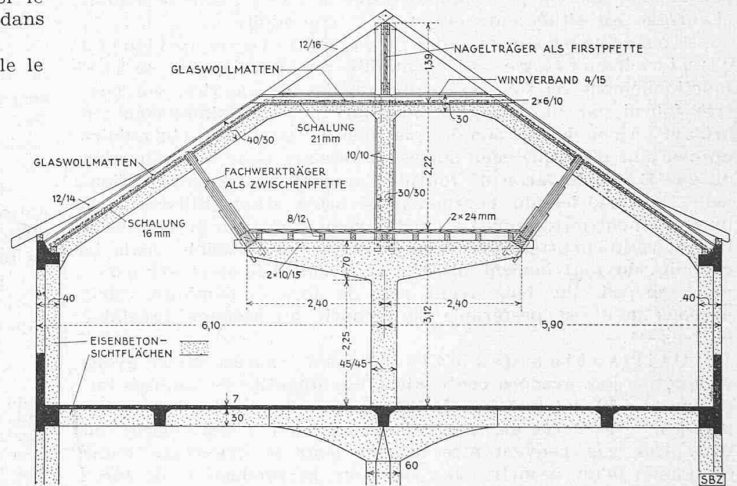 dans
le le
12/16
1,39
NAGELTRÄGER ALS FIRSTPFETTE
GLASWOLLMATTEN
WINDVERBAND 4/15
2×6/10
30
SCHALUNG
21mm
40/30
10/10
GLASWOLLMATTEN
FACHWERKTRÄGER
ALS ZWISCHENPFETTE
2,22
12/14
30/30
SCHALUNG
16mm
8/12
2×24mm
70
2×10/15
40
2,40
2,40
40
6,10
5,90
3,12
2,25
EISENBETON-
SICHTFLÄCHEN
45/45
7
30
60
SBZ